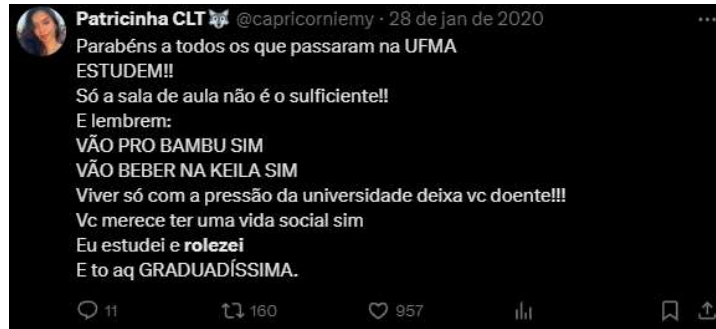 Patricinha CLT🐺 @capricorniemy · 28 de jan de 2020
Parabéns a todos os que passaram na UFMA
ESTUDEM!!
Só a sala de aula não é o sulficiente!!
E lembrem:
VÃO PRO BAMBU SIM
VÃO BEBER NA KEILA SIM
Viver só com a pressão da universidade deixa vc doente!!!
Vc merece ter uma vida social sim
Eu estudei e rolezei
E to aq GRADUADÍSSIMA.
11 160 957